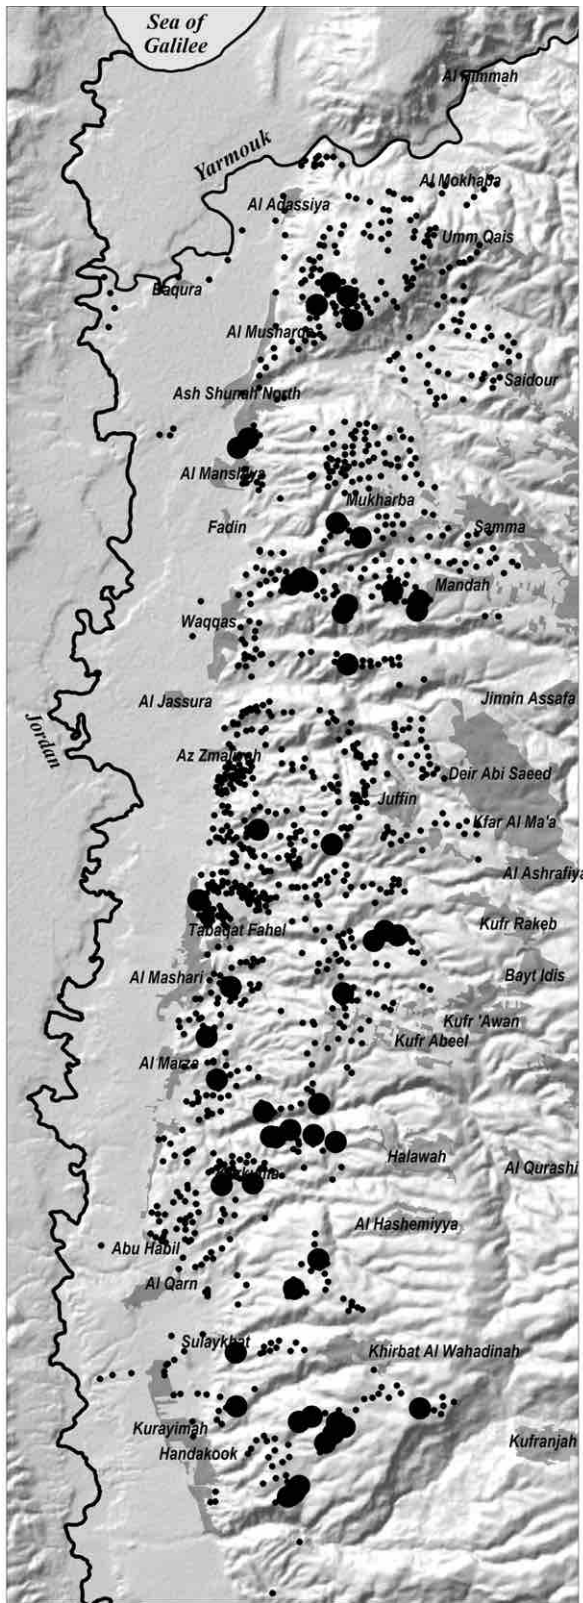 Sea of
Galilee
Al Himmah
Yarmouk
Al Mokhaba
Al Adassiya
Umm Qais
Baqura
Al Musharqa
Saidour
Ash Shunah North
Al Manshiya
Mukharba
Fadin
Samma
Mandah
Waqqas
Al Jassura
Jinnin Assafa
Jordan
Az Zmaliyah
Deir Abi Saeed
Juffin
Kfar Al Ma'a
Al Ashrafiya
Tabaqat Fahel
Kufr Rakeb
Al Mashari
Bayt Idis
Kufr 'Awan
Kufr Abeel
Al Marza
Halawah
Al Qurashi
Al Hashemiyya
Abu Habil
Al Qarn
Sulaykhat
Khirbat Al Wahadinah
Kurayimah
Handakook
Kufranjah